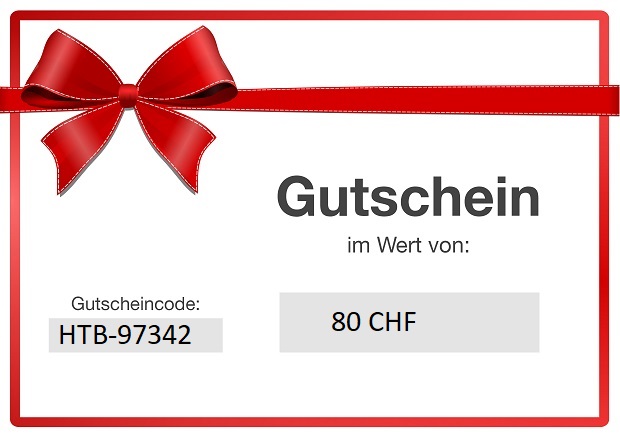 Gutschein
im Wert von:
80 CHF
Gutscheincode:
HTB-97342